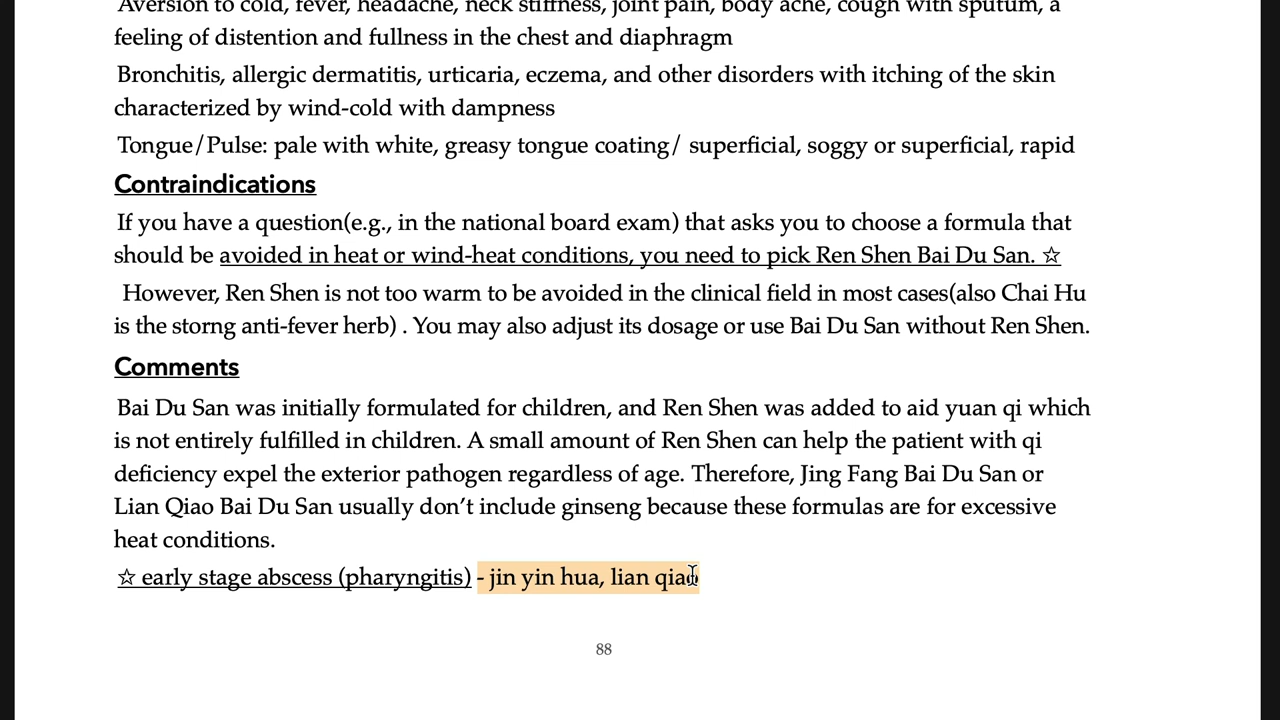 Aversion to cold, fever, headache, neck stiffness, joint pain, body ache, cough with sputum, a
feeling of distention and fullness in the chest and diaphragm
Bronchitis, allergic dermatitis, urticaria, eczema, and other disorders with itching of the skin
characterized by wind-cold with dampness
Tongue/Pulse: pale with white, greasy tongue coating/ superficial, soggy or superficial, rapid
Contraindications
If you have a question(e.g., in the national board exam) that asks you to choose a formula that
should be avoided in heat or wind-heat conditions, you need to pick Ren Shen Bai Du San. ☆
However, Ren Shen is not too warm to be avoided in the clinical field in most cases(also Chai Hu
is the storng anti-fever herb) . You may also adjust its dosage or use Bai Du San without Ren Shen.
Comments
Bai Du San was initially formulated for children, and Ren Shen was added to aid yuan qi which
is not entirely fulfilled in children. A small amount of Ren Shen can help the patient with qi
deficiency expel the exterior pathogen regardless of age. Therefore, Jing Fang Bai Du San or
Lian Qiao Bai Du San usually don't include ginseng because these formulas are for excessive
heat conditions.
☆ early stage abscess (pharyngitis) - jin yin hua, lian qiao
88